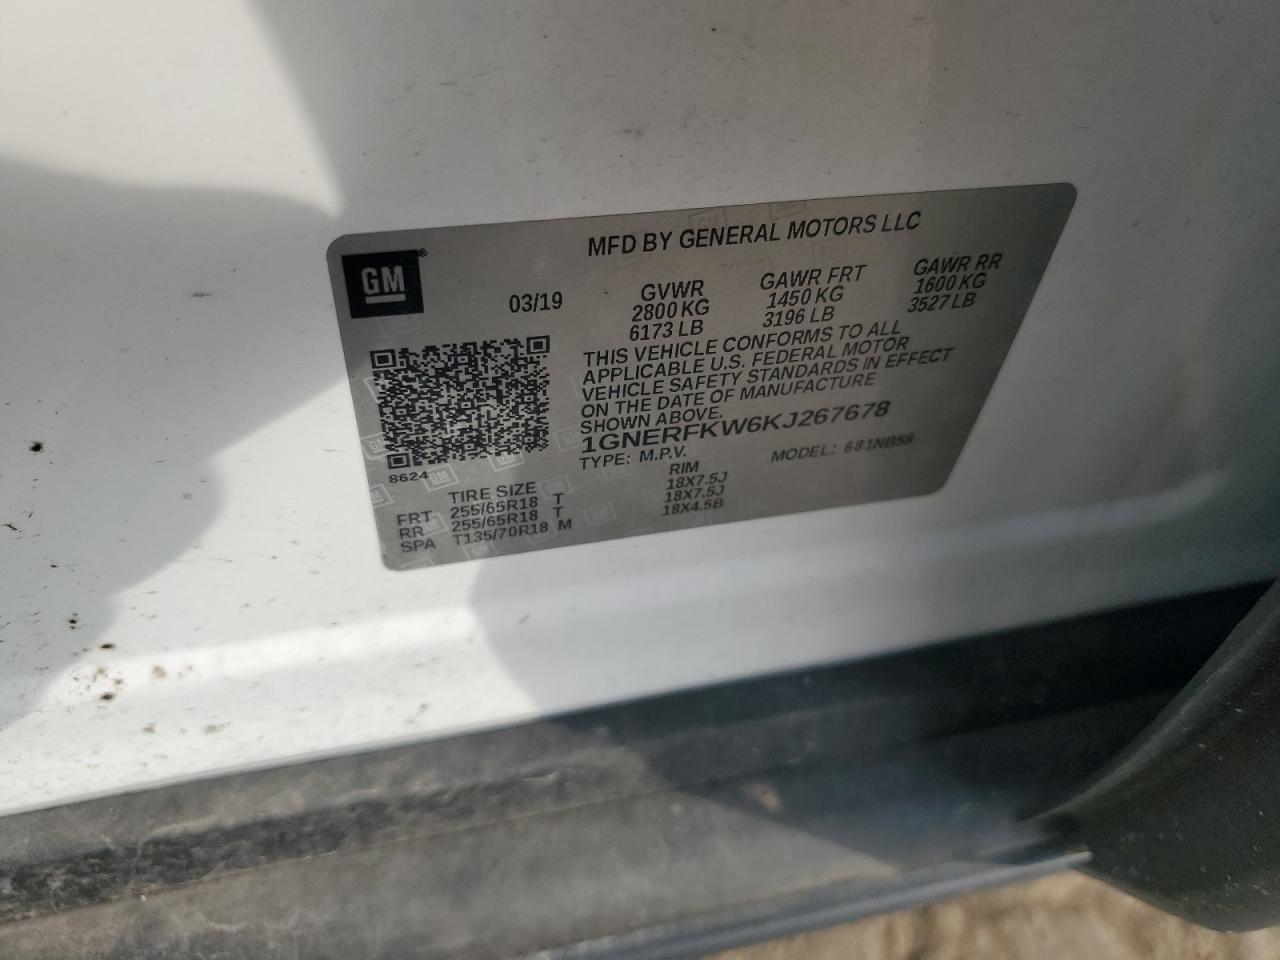 MFD BY GENERAL MOTORS LLC
GM ®
03/19
GVWR GAWR FRT GAWR RR
2800 KG 1450 KG 1600 KG
6173 LB 3196 LB 3527 LB
THIS VEHICLE CONFORMS TO ALL
APPLICABLE U.S. FEDERAL MOTOR
VEHICLE SAFETY STANDARDS IN EFFECT
ON THE DATE OF MANUFACTURE
SHOWN ABOVE.
1GNERFKW6KJ267678
TYPE: M.P.V. MODEL: 681NB56
8624
TIRE SIZE RIM
FRT 255/65R18 T 18X7.5J
RR 255/65R18 T 18X7.5J
SPA T135/70R18 M 18X4.5B